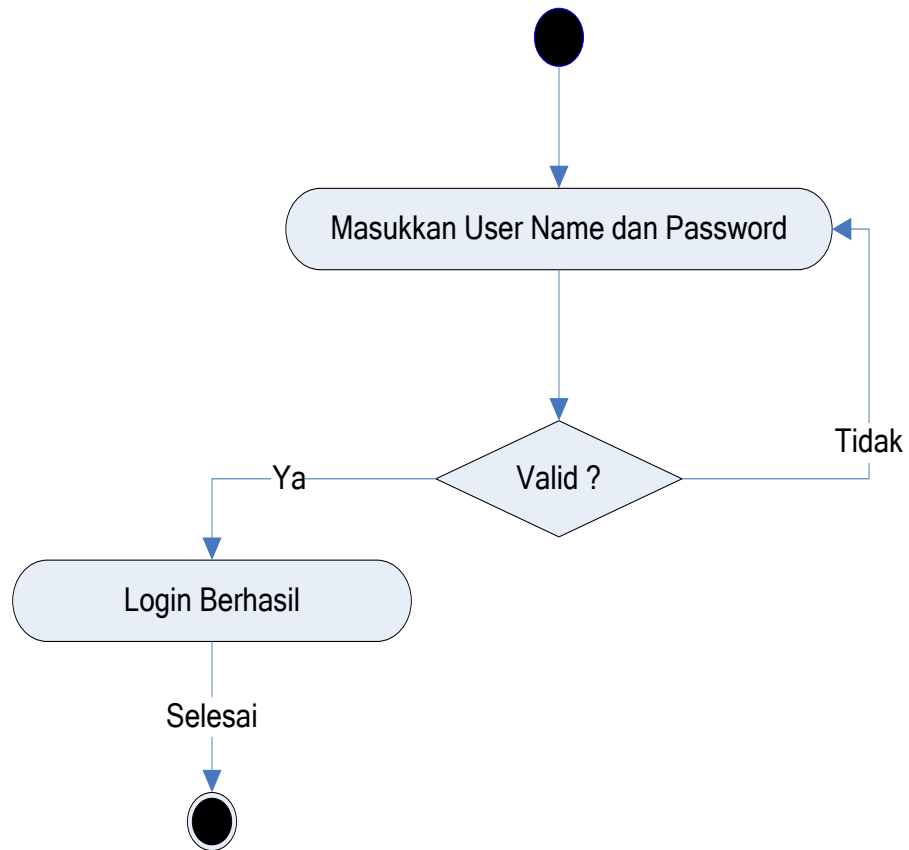 Masukkan User Name dan Password
Tidak
Valid ?
Ya
Login Berhasil
Selesai